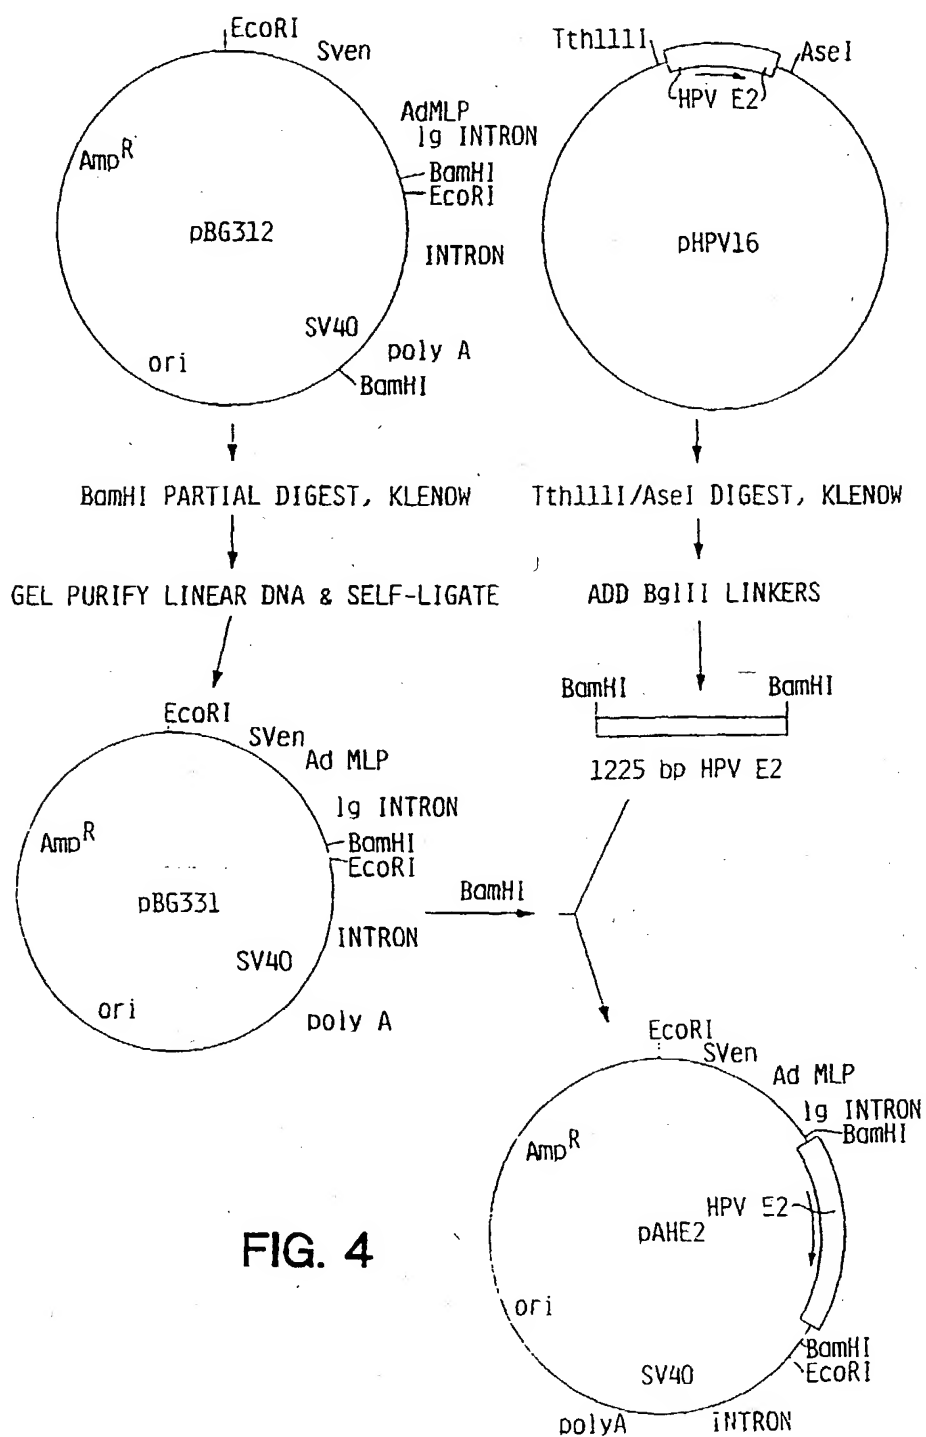 EcoRI
Sven
AdMLP
Ig INTRON
BamHI
EcoRI
AmpR
pBG312
INTRON
SV40
poly A
ori
BamHI
Tth111I
AseI
HPV E2
pHPV16
BamHI PARTIAL DIGEST, KLENOW
Tth111I/AseI DIGEST, KLENOW
GEL PURIFY LINEAR DNA & SELF-LIGATE
ADD BglII LINKERS
BamHI
BamHI
1225 bp HPV E2
EcoRI
SVen
Ad MLP
Ig INTRON
BamHI
EcoRI
AmpR
pBG331
INTRON
SV40
ori
poly A
BamHI
EcoRI
SVen
Ad MLP
Ig INTRON
BamHI
AmpR
HPV E2
pAHE2
ori
BamHI
EcoRI
SV40
polyA
INTRON
FIG. 4